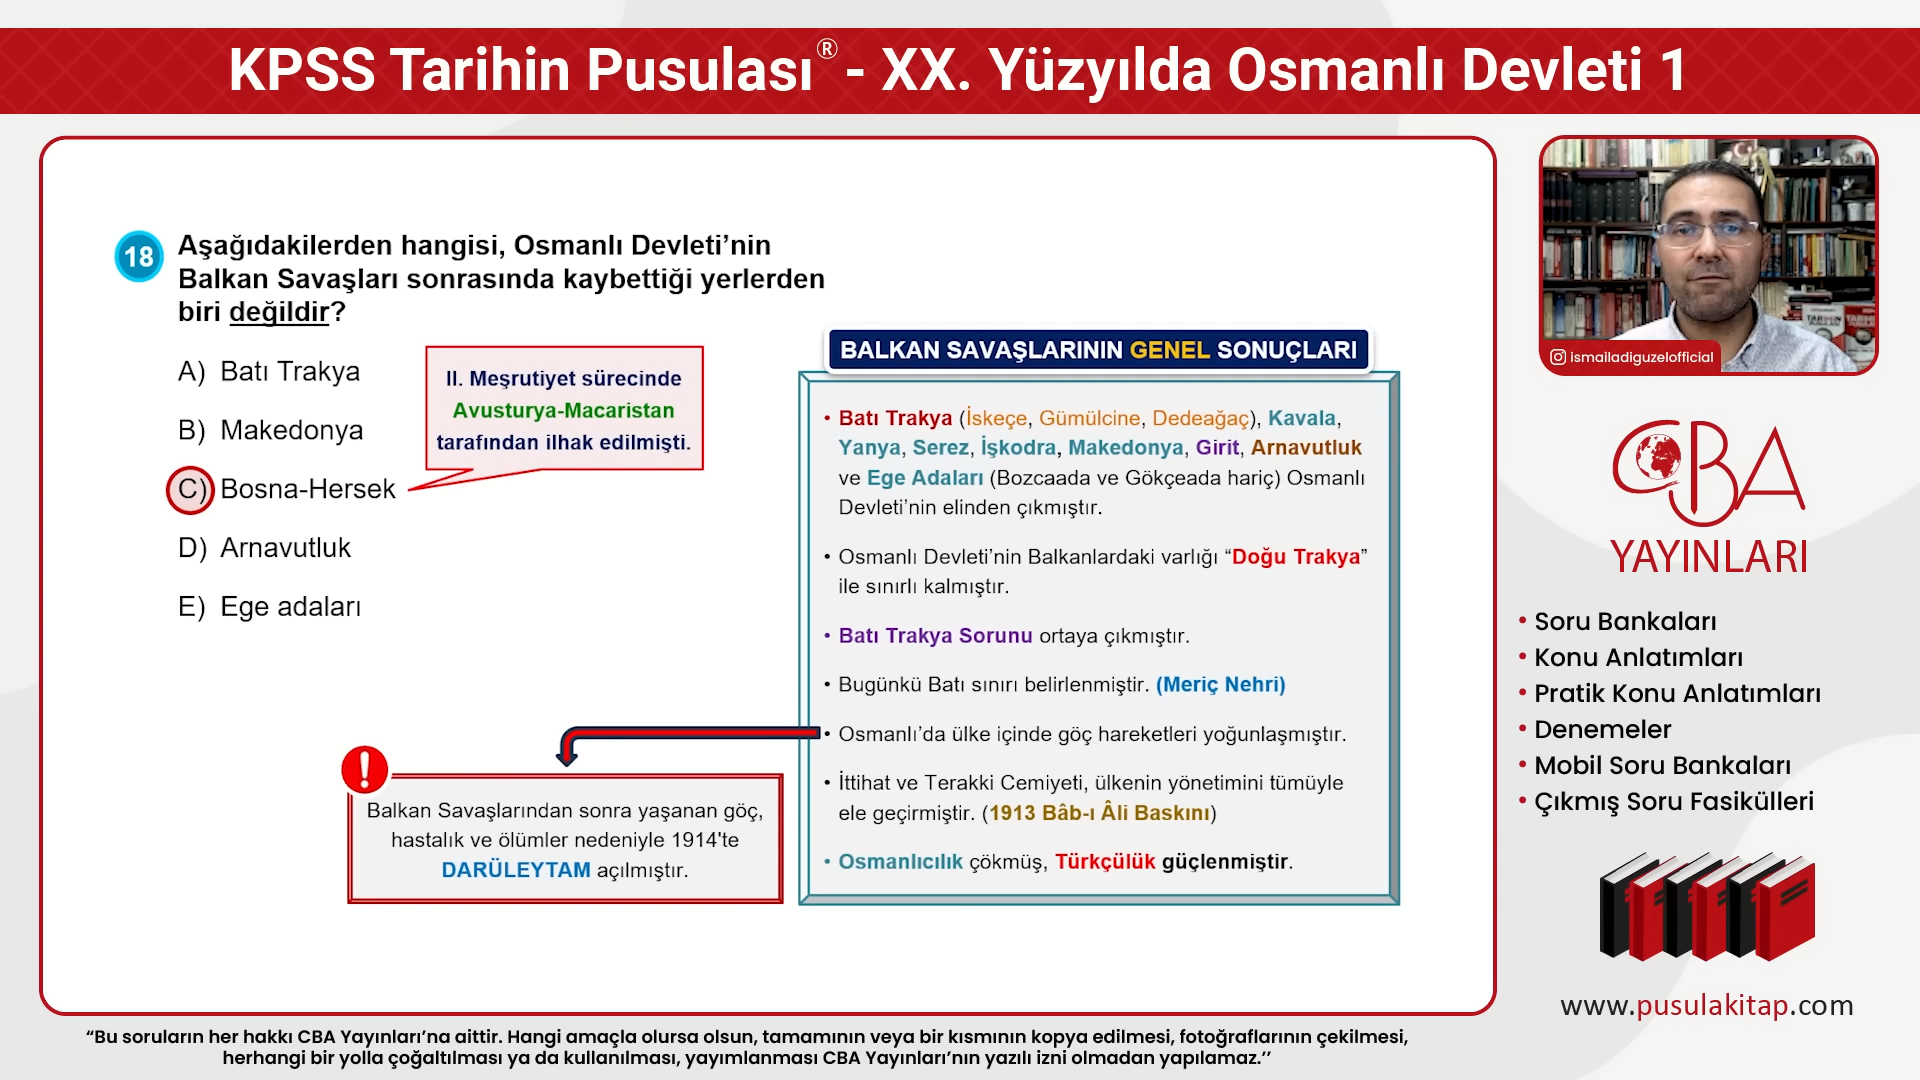 KPSS Tarihin Pusulası® - XX. Yüzyılda Osmanlı Devleti 1
18
Aşağıdakilerden hangisi, Osmanlı Devleti’nin
Balkan Savaşları sonrasında kaybettiği yerlerden
biri değildir?
A) Batı Trakya
B) Makedonya
C) Bosna-Hersek
D) Arnavutluk
E) Ege adaları
II. Meşrutiyet sürecinde
Avusturya-Macaristan
tarafından ilhak edilmişti.
BALKAN SAVAŞLARININ GENEL SONUÇLARI
• Batı Trakya (İskeçe, Gümülcine, Dedeağaç), Kavala,
Yanya, Serez, İşkodra, Makedonya, Girit, Arnavutluk
ve Ege Adaları (Bozcaada ve Gökçeada hariç) Osmanlı
Devleti’nin elinden çıkmıştır.
• Osmanlı Devleti’nin Balkanlardaki varlığı “Doğu Trakya”
ile sınırlı kalmıştır.
• Batı Trakya Sorunu ortaya çıkmıştır.
• Bugünkü Batı sınırı belirlenmiştir. (Meriç Nehri)
• Osmanlı’da ülke içinde göç hareketleri yoğunlaşmıştır.
• İttihat ve Terakki Cemiyeti, ülkenin yönetimini tümüyle
ele geçirmiştir. (1913 Bâb-ı Âli Baskını)
• Osmanlıcılık çökmüş, Türkçülük güçlenmiştir.
!
Balkan Savaşlarından sonra yaşanan göç,
hastalık ve ölümler nedeniyle 1914'te
DARÜLEYTAM açılmıştır.
ismailadiguzelofficial
CBA
YAYINLARI
• Soru Bankaları
• Konu Anlatımları
• Pratik Konu Anlatımları
• Denemeler
• Mobil Soru Bankaları
• Çıkmış Soru Fasikülleri
www.pusulakitap.com
“Bu soruların her hakkı CBA Yayınları’na aittir. Hangi amaçla olursa olsun, tamamının veya bir kısmının kopya edilmesi, fotoğraflarının çekilmesi,
herhangi bir yolla çoğaltılması ya da kullanılması, yayımlanması CBA Yayınları’nın yazılı izni olmadan yapılamaz.’’